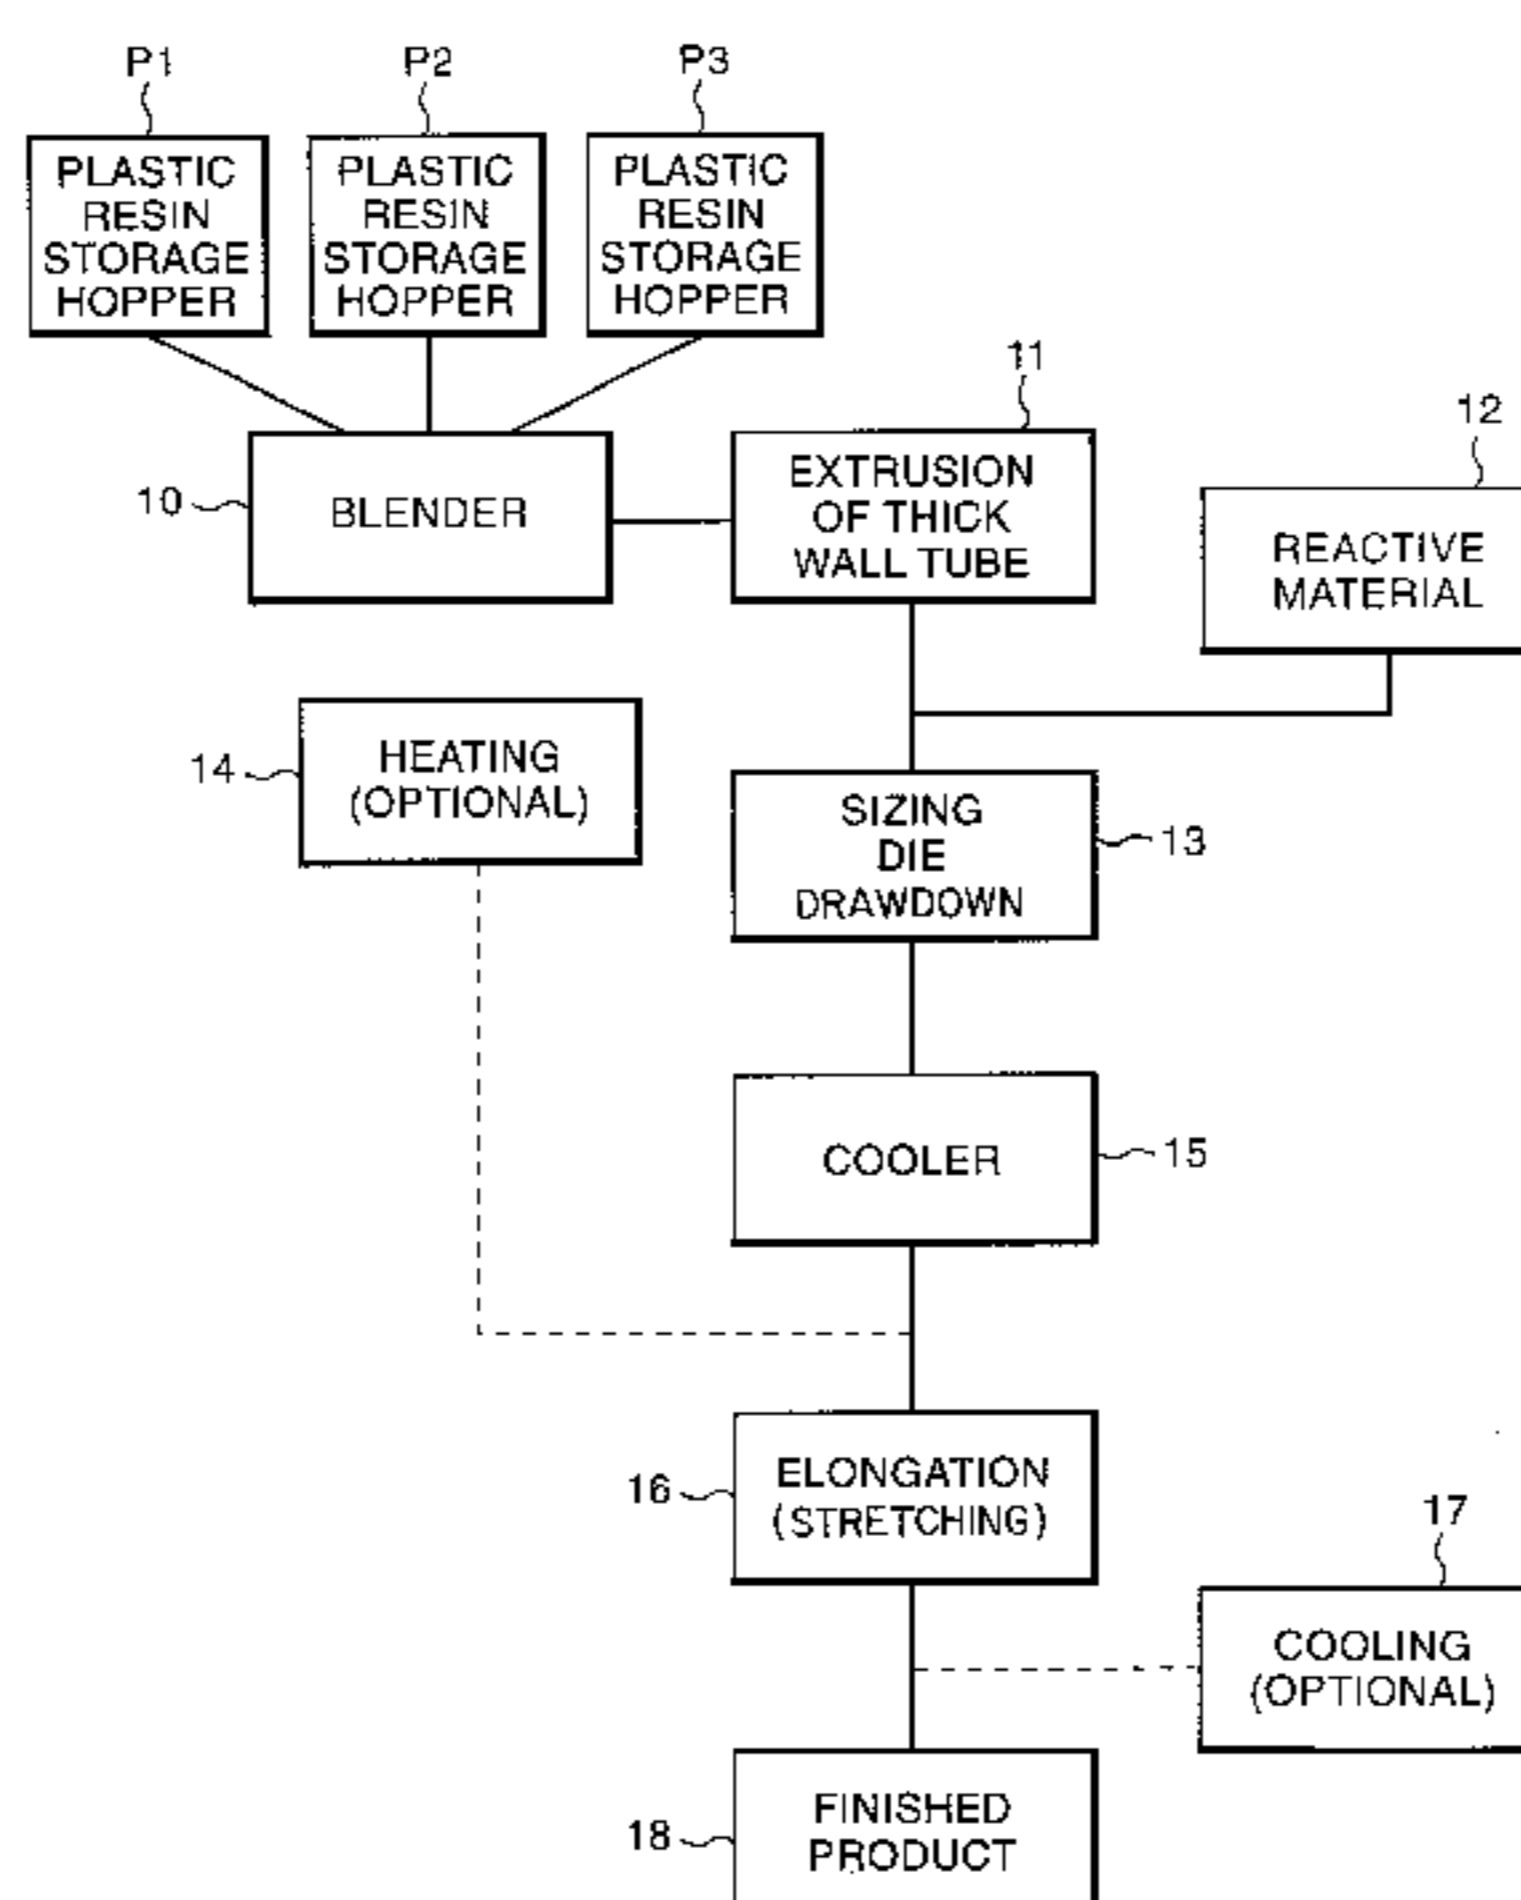 P1
P2
P3
PLASTIC
RESIN
STORAGE
HOPPER
PLASTIC
RESIN
STORAGE
HOPPER
PLASTIC
RESIN
STORAGE
HOPPER
10
BLENDER
11
EXTRUSION
OF THICK
WALL TUBE
12
REACTIVE
MATERIAL
14
HEATING
(OPTIONAL)
SIZING
DIE
DRAWDOWN
13
COOLER
15
16
ELONGATION
(STRETCHING)
17
COOLING
(OPTIONAL)
18
FINISHED
PRODUCT